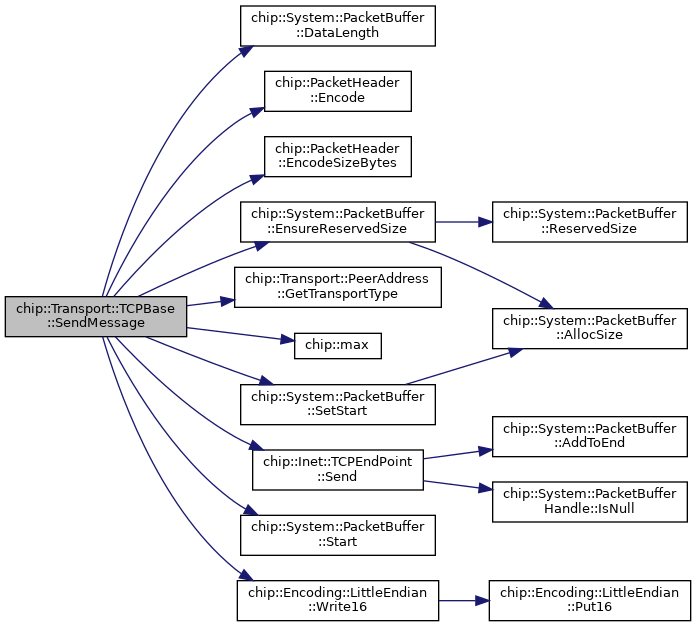 chip::Transport::TCPBase
::SendMessage
chip::System::PacketBuffer
::DataLength
chip::PacketHeader
::Encode
chip::PacketHeader
::EncodeSizeBytes
chip::System::PacketBuffer
::EnsureReservedSize
chip::Transport::PeerAddress
::GetTransportType
chip::max
chip::System::PacketBuffer
::SetStart
chip::Inet::TCPEndPoint
::Send
chip::System::PacketBuffer
::Start
chip::Encoding::LittleEndian
::Write16
chip::System::PacketBuffer
::ReservedSize
chip::System::PacketBuffer
::AllocSize
chip::System::PacketBuffer
::AddToEnd
chip::System::PacketBuffer
Handle::IsNull
chip::Encoding::LittleEndian
::Put16